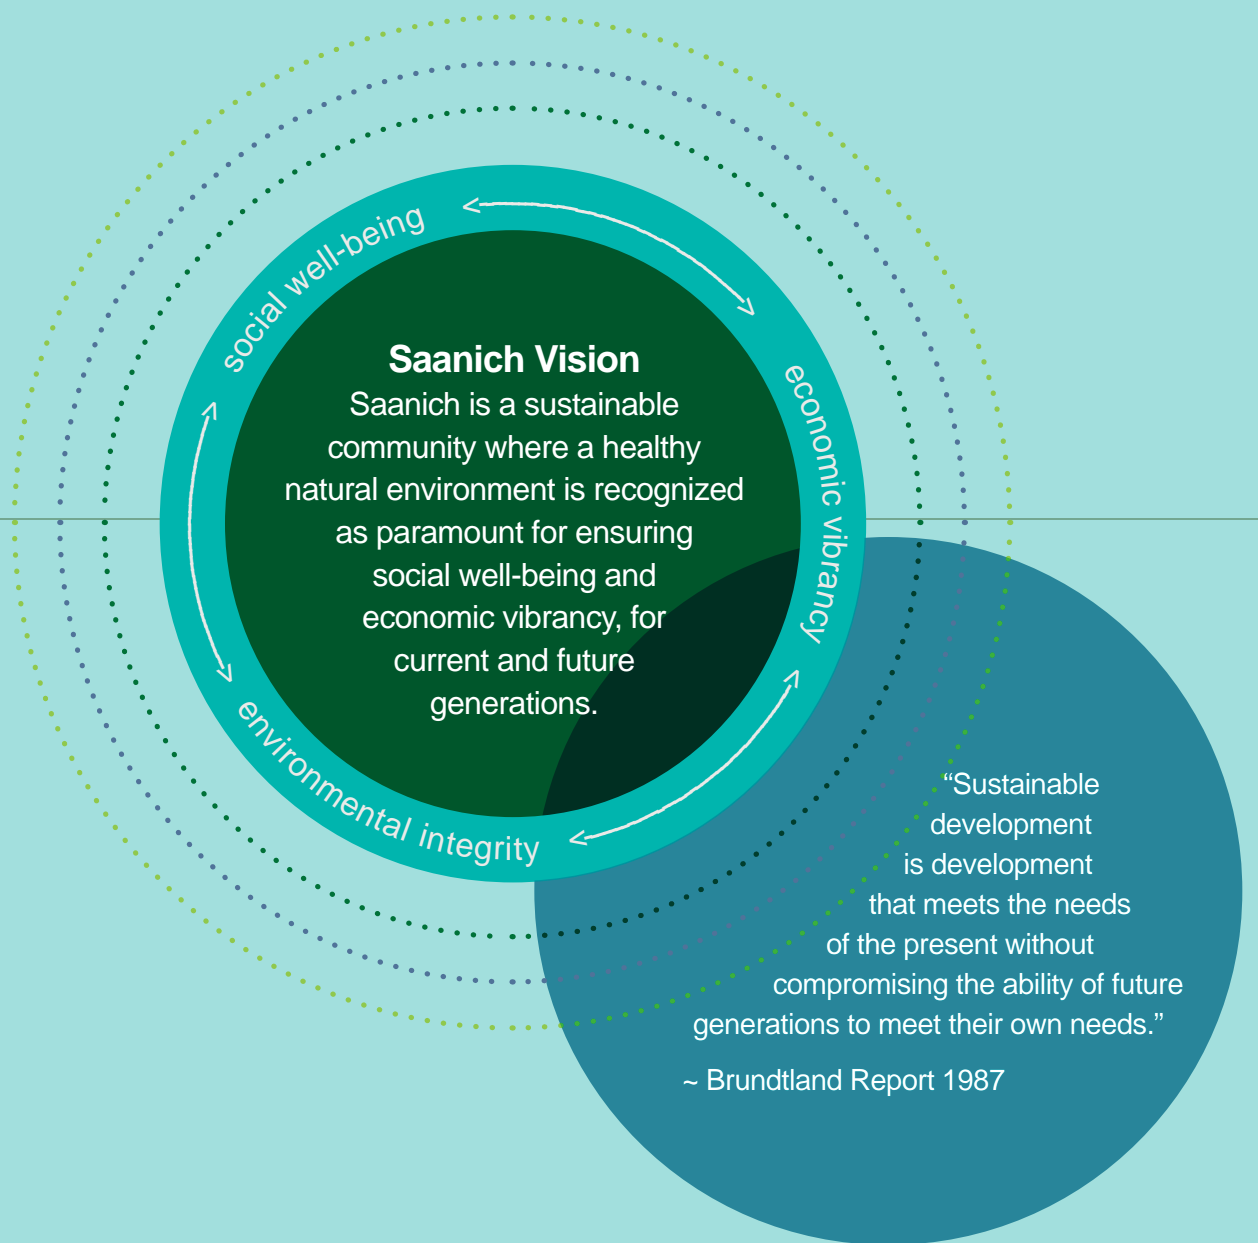 social well-being
economic vibrancy
environmental integrity
Saanich Vision
Saanich is a sustainable
community where a healthy
natural environment is recognized
as paramount for ensuring
social well-being and
economic vibrancy, for
current and future
generations.
“Sustainable
development
is development
that meets the needs
of the present without
compromising the ability of future
generations to meet their own needs.”
~ Brundtland Report 1987